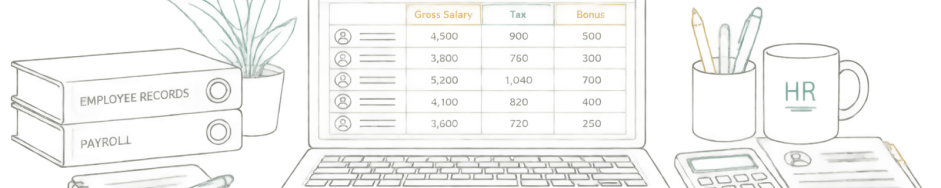 EMPLOYEE RECORDS
PAYROLL
Gross Salary Tax Bonus
4,500 900 500
3,800 760 300
5,200 1,040 700
4,100 820 400
3,600 720 250
HR